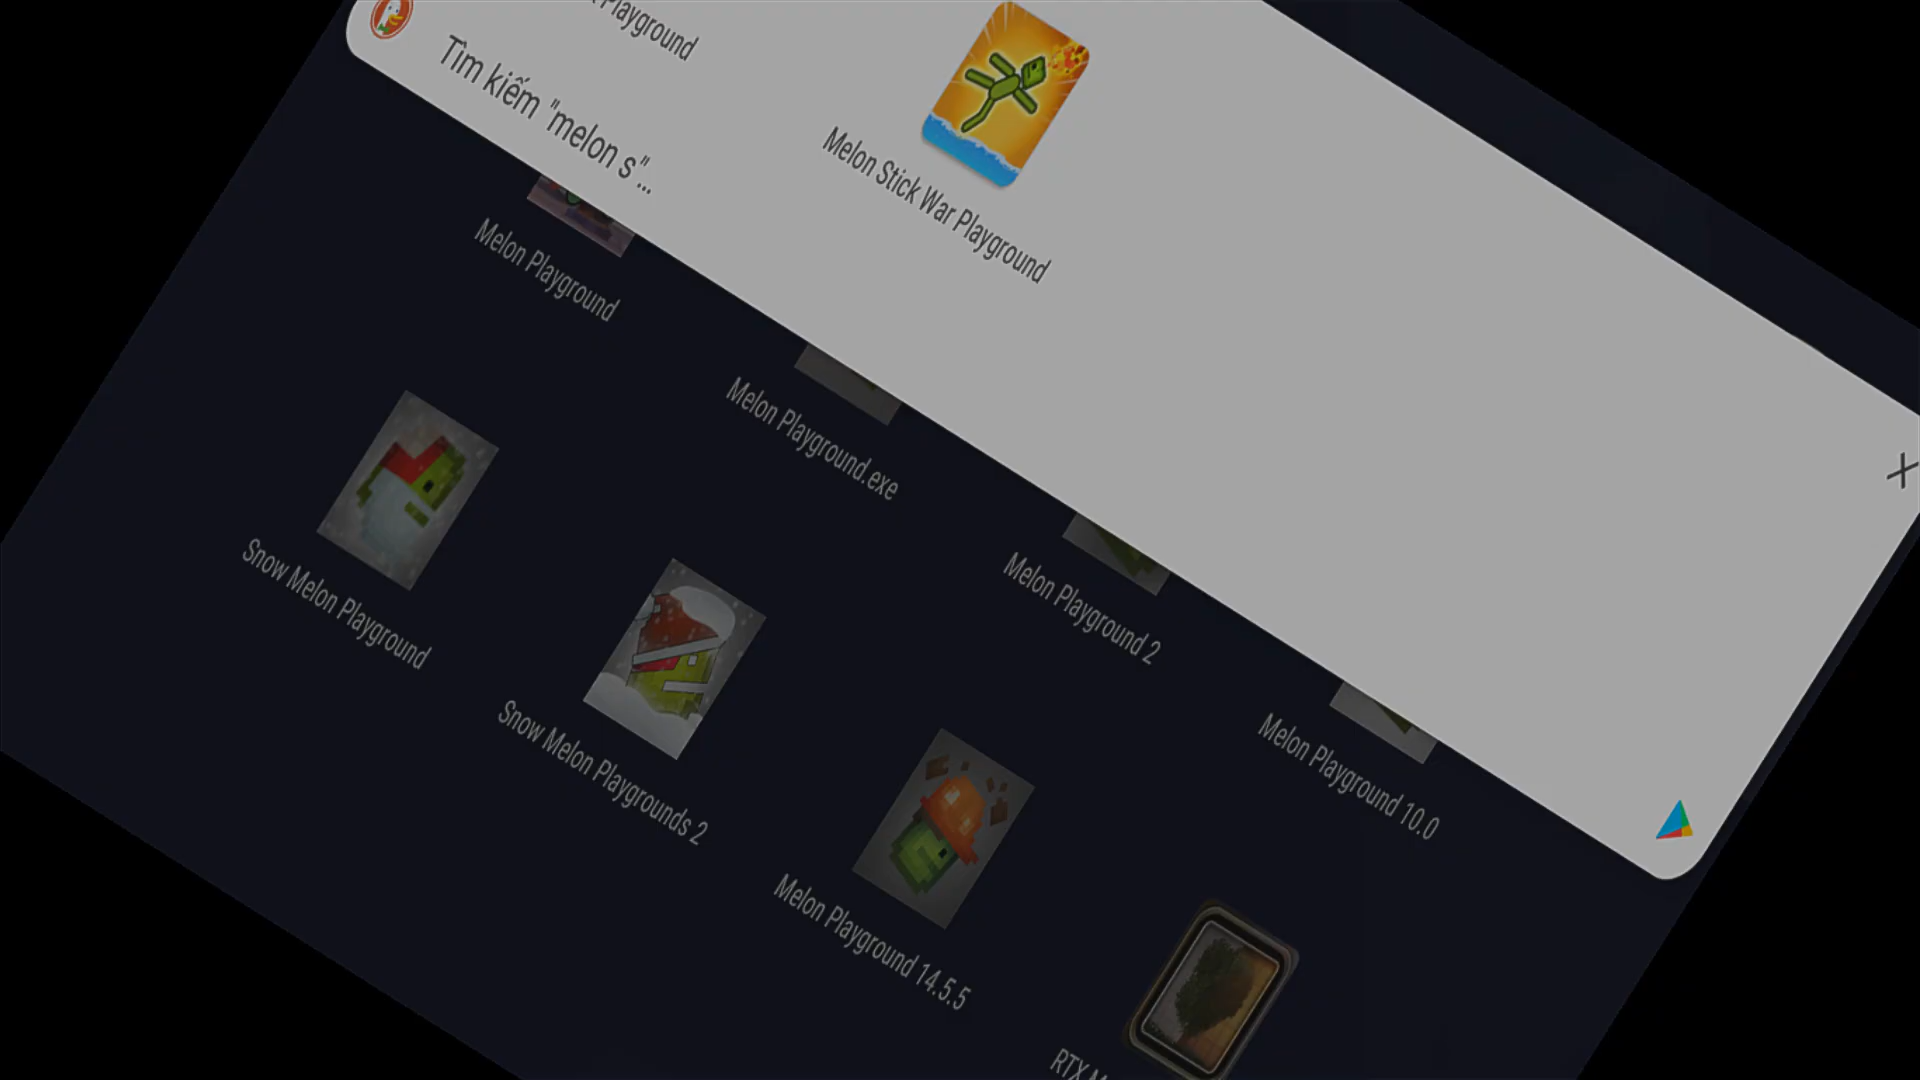 Playground
Melon Stick War Playground
Tìm kiếm "melon s"...
Melon Playground
Melon Playground.exe
Melon Playground 2
Melon Playground 10.0
Snow Melon Playground
Snow Melon Playgrounds 2
Melon Playground 14.5.5
RTX